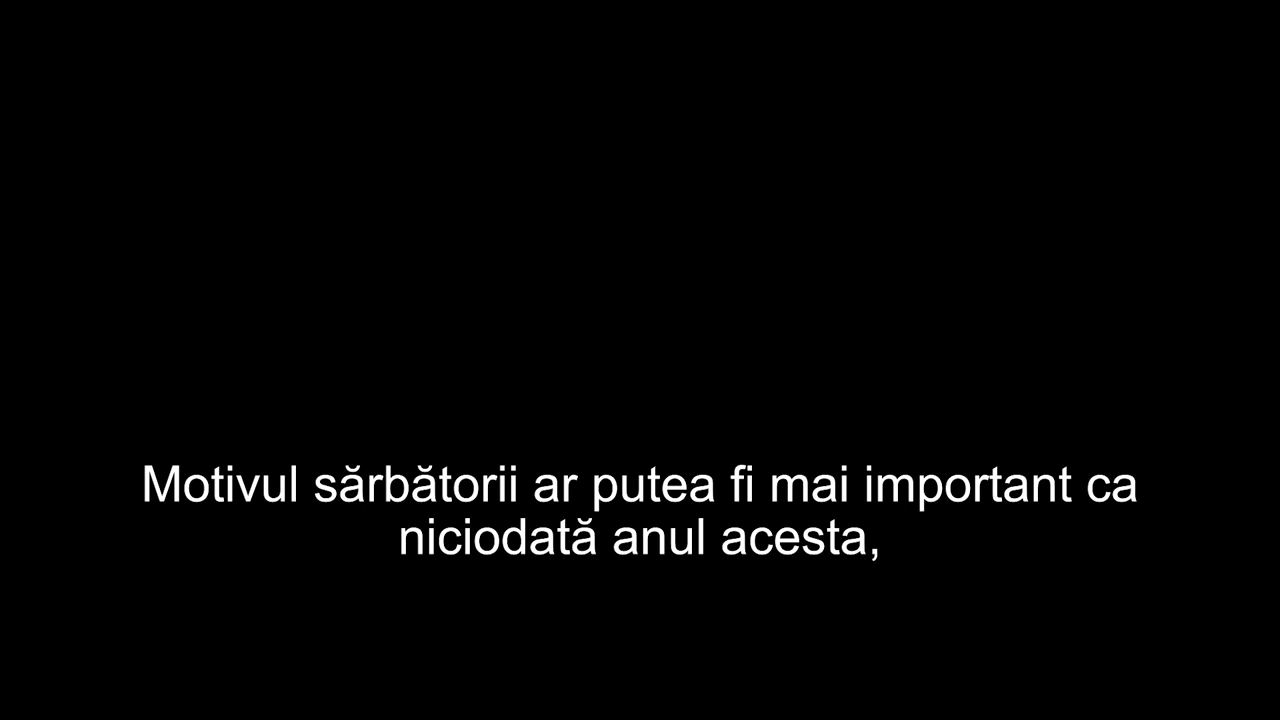 Motivul sărbătorii ar putea fi mai important ca
niciodată anul acesta,